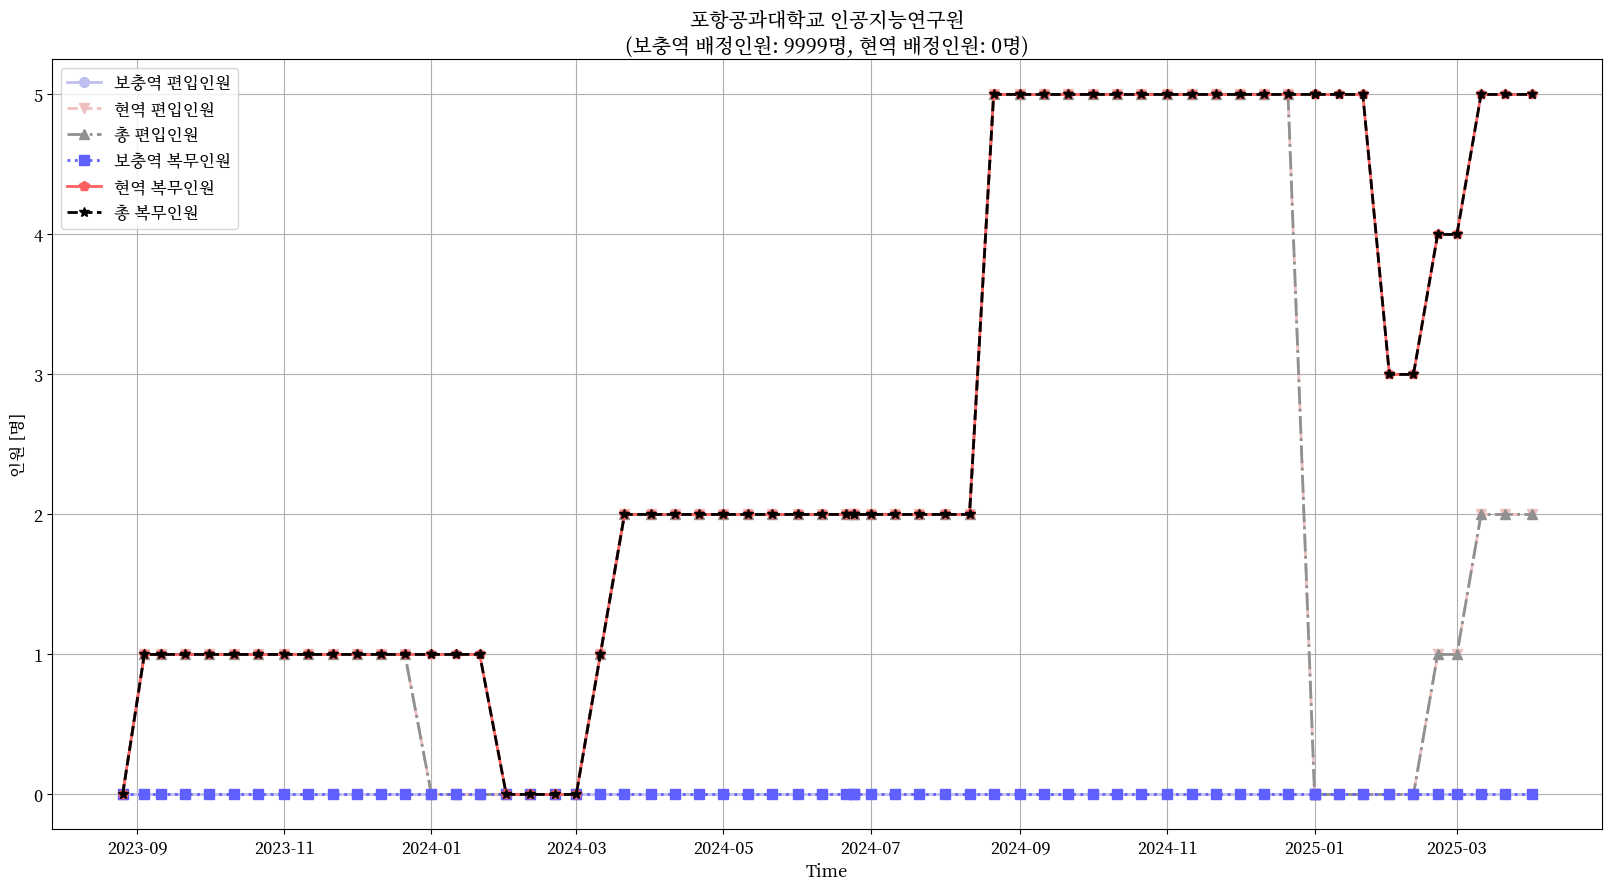 포항공과대학교 인공지능연구원
(보충역 배정인원: 9999명, 현역 배정인원: 0명)
보충역 편입인원
현역 편입인원
총 편입인원
보충역 복무인원
현역 복무인원
총 복무인원
5
4
3
2
1
0
인원 [명]
2023-09 2023-11 2024-01 2024-03 2024-05 2024-07 2024-09 2024-11 2025-01 2025-03
Time